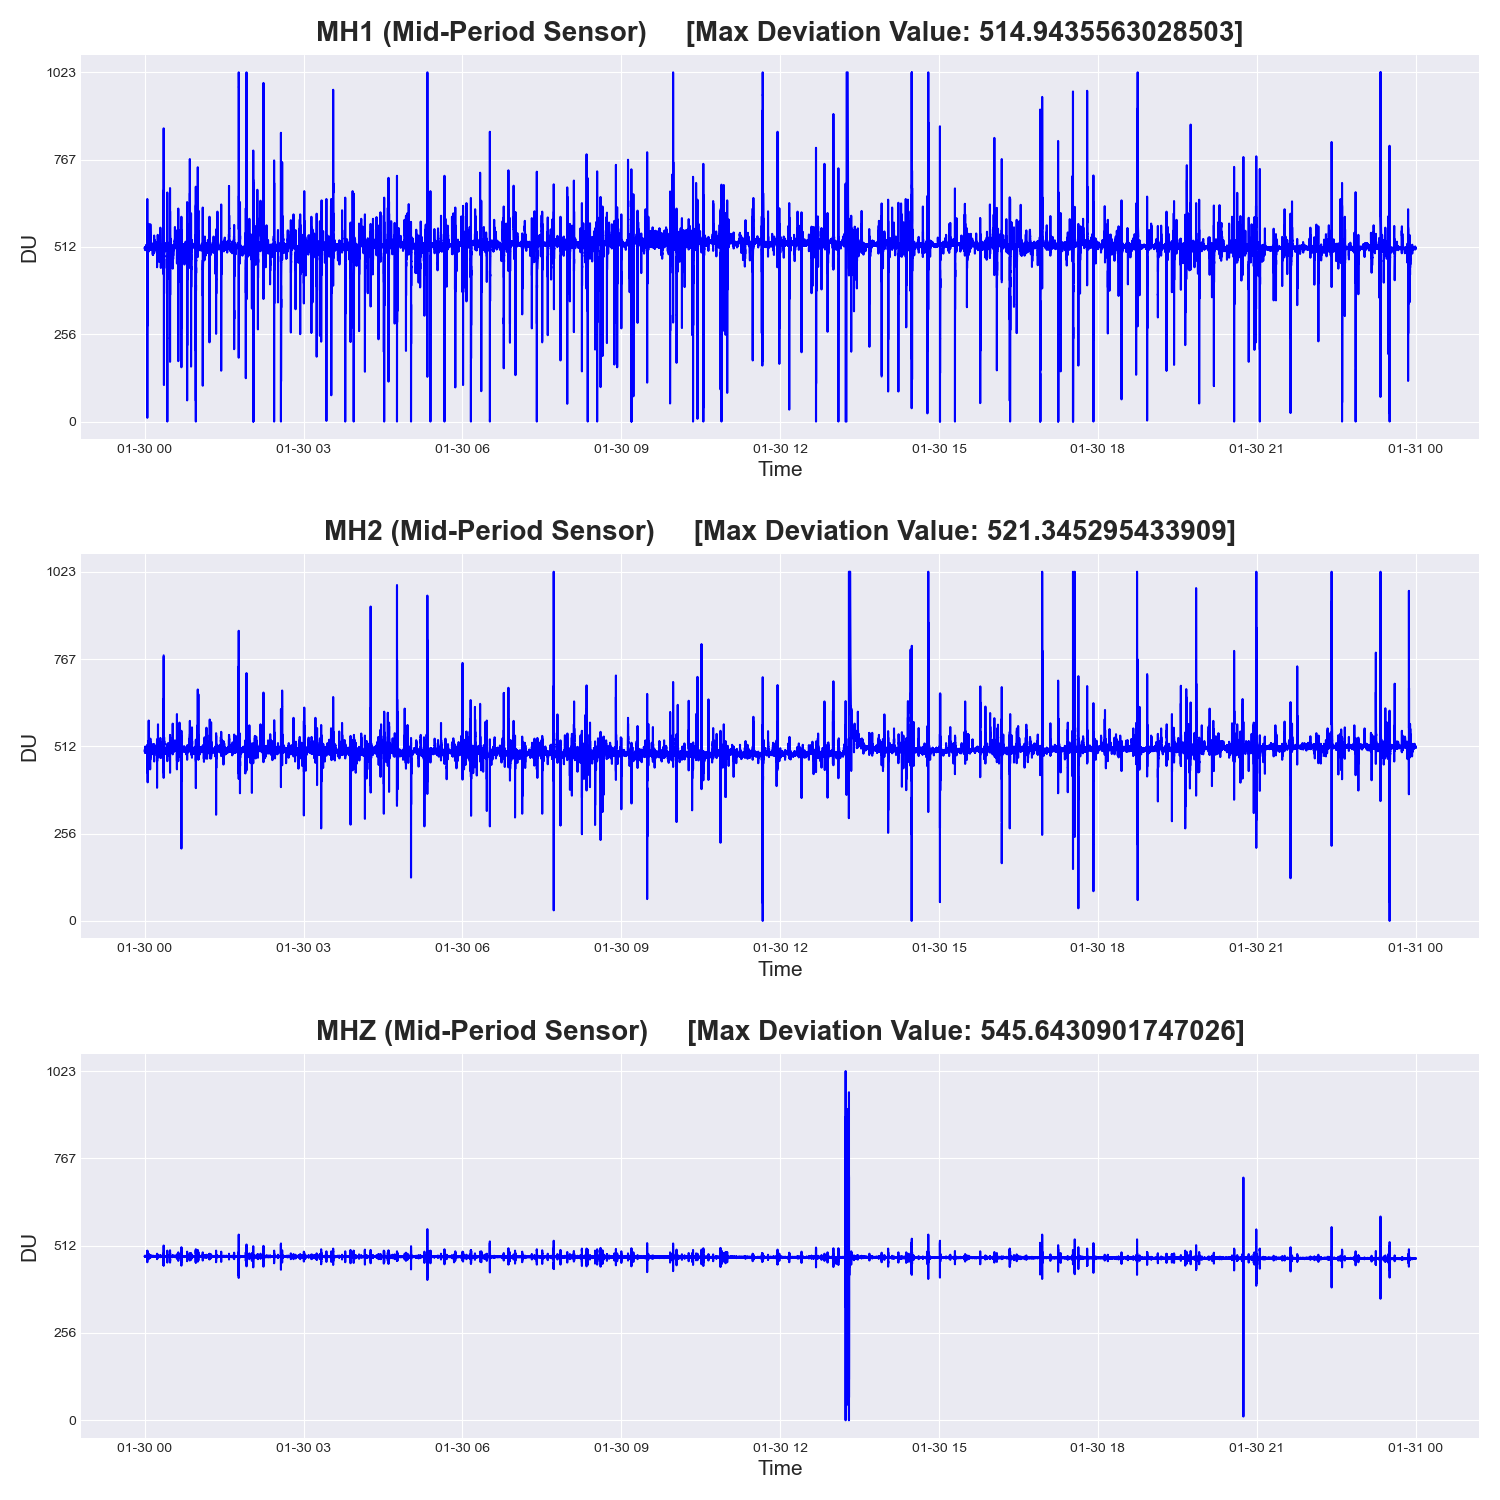 MH1 (Mid-Period Sensor) [Max Deviation Value: 514.9435563028503]
1023
767
512
256
0
DU
01-30 00 01-30 03 01-30 06 01-30 09 01-30 12 01-30 15 01-30 18 01-30 21 01-31 00
Time
MH2 (Mid-Period Sensor) [Max Deviation Value: 521.345295433909]
1023
767
512
256
0
DU
01-30 00 01-30 03 01-30 06 01-30 09 01-30 12 01-30 15 01-30 18 01-30 21 01-31 00
Time
MHZ (Mid-Period Sensor) [Max Deviation Value: 545.6430901747026]
1023
767
512
256
0
DU
01-30 00 01-30 03 01-30 06 01-30 09 01-30 12 01-30 15 01-30 18 01-30 21 01-31 00
Time